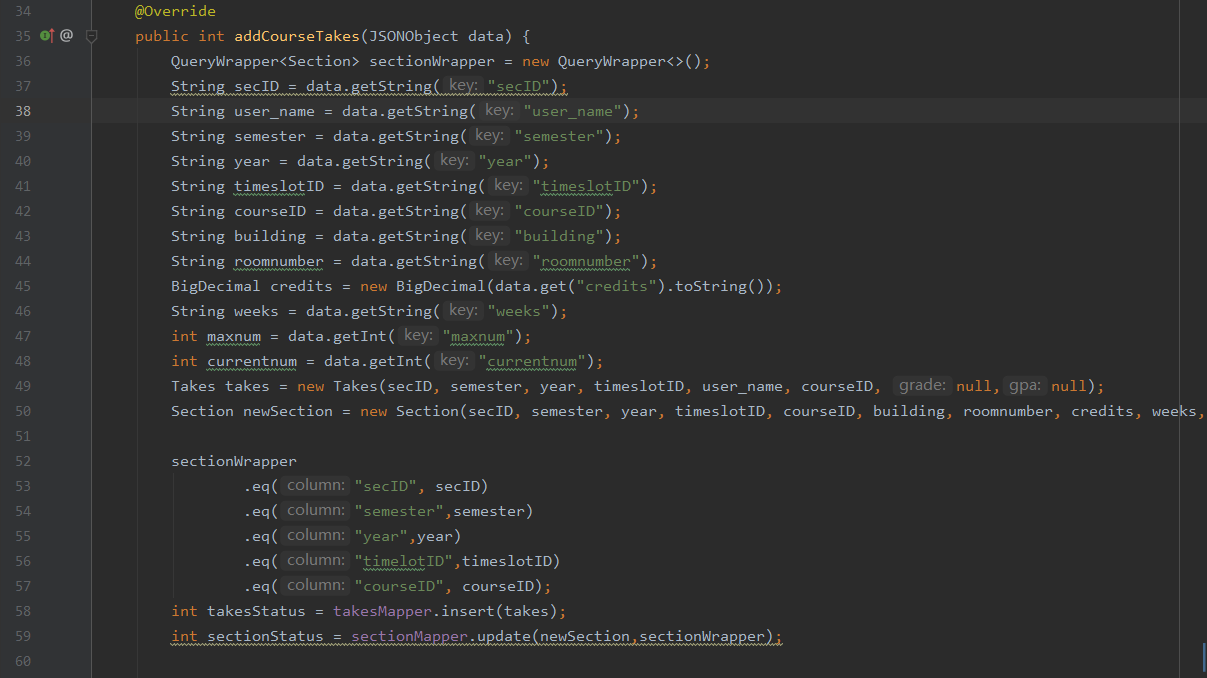 34 @Override
35 @ public int addCourseTakes(JSONObject data) {
36 QueryWrapper<Section> sectionWrapper = new QueryWrapper<>();
37 String secID = data.getString( key: "secID");
38 String user_name = data.getString( key: "user_name");
39 String semester = data.getString( key: "semester");
40 String year = data.getString( key: "year");
41 String timeslotID = data.getString( key: "timeslotID");
42 String courseID = data.getString( key: "courseID");
43 String building = data.getString( key: "building");
44 String roomnumber = data.getString( key: "roomnumber");
45 BigDecimal credits = new BigDecimal(data.get("credits").toString());
46 String weeks = data.getString( key: "weeks");
47 int maxnum = data.getInt( key: "maxnum");
48 int currentnum = data.getInt( key: "currentnum");
49 Takes takes = new Takes(secID, semester, year, timeslotID, user_name, courseID, grade: null, gpa: null);
50 Section newSection = new Section(secID, semester, year, timeslotID, courseID, building, roomnumber, credits, weeks,
51
52 sectionWrapper
53 .eq( column: "secID", secID)
54 .eq( column: "semester",semester)
55 .eq( column: "year",year)
56 .eq( column: "timelotID",timeslotID)
57 .eq( column: "courseID", courseID);
58 int takesStatus = takesMapper.insert(takes);
59 int sectionStatus = sectionMapper.update(newSection,sectionWrapper);
60